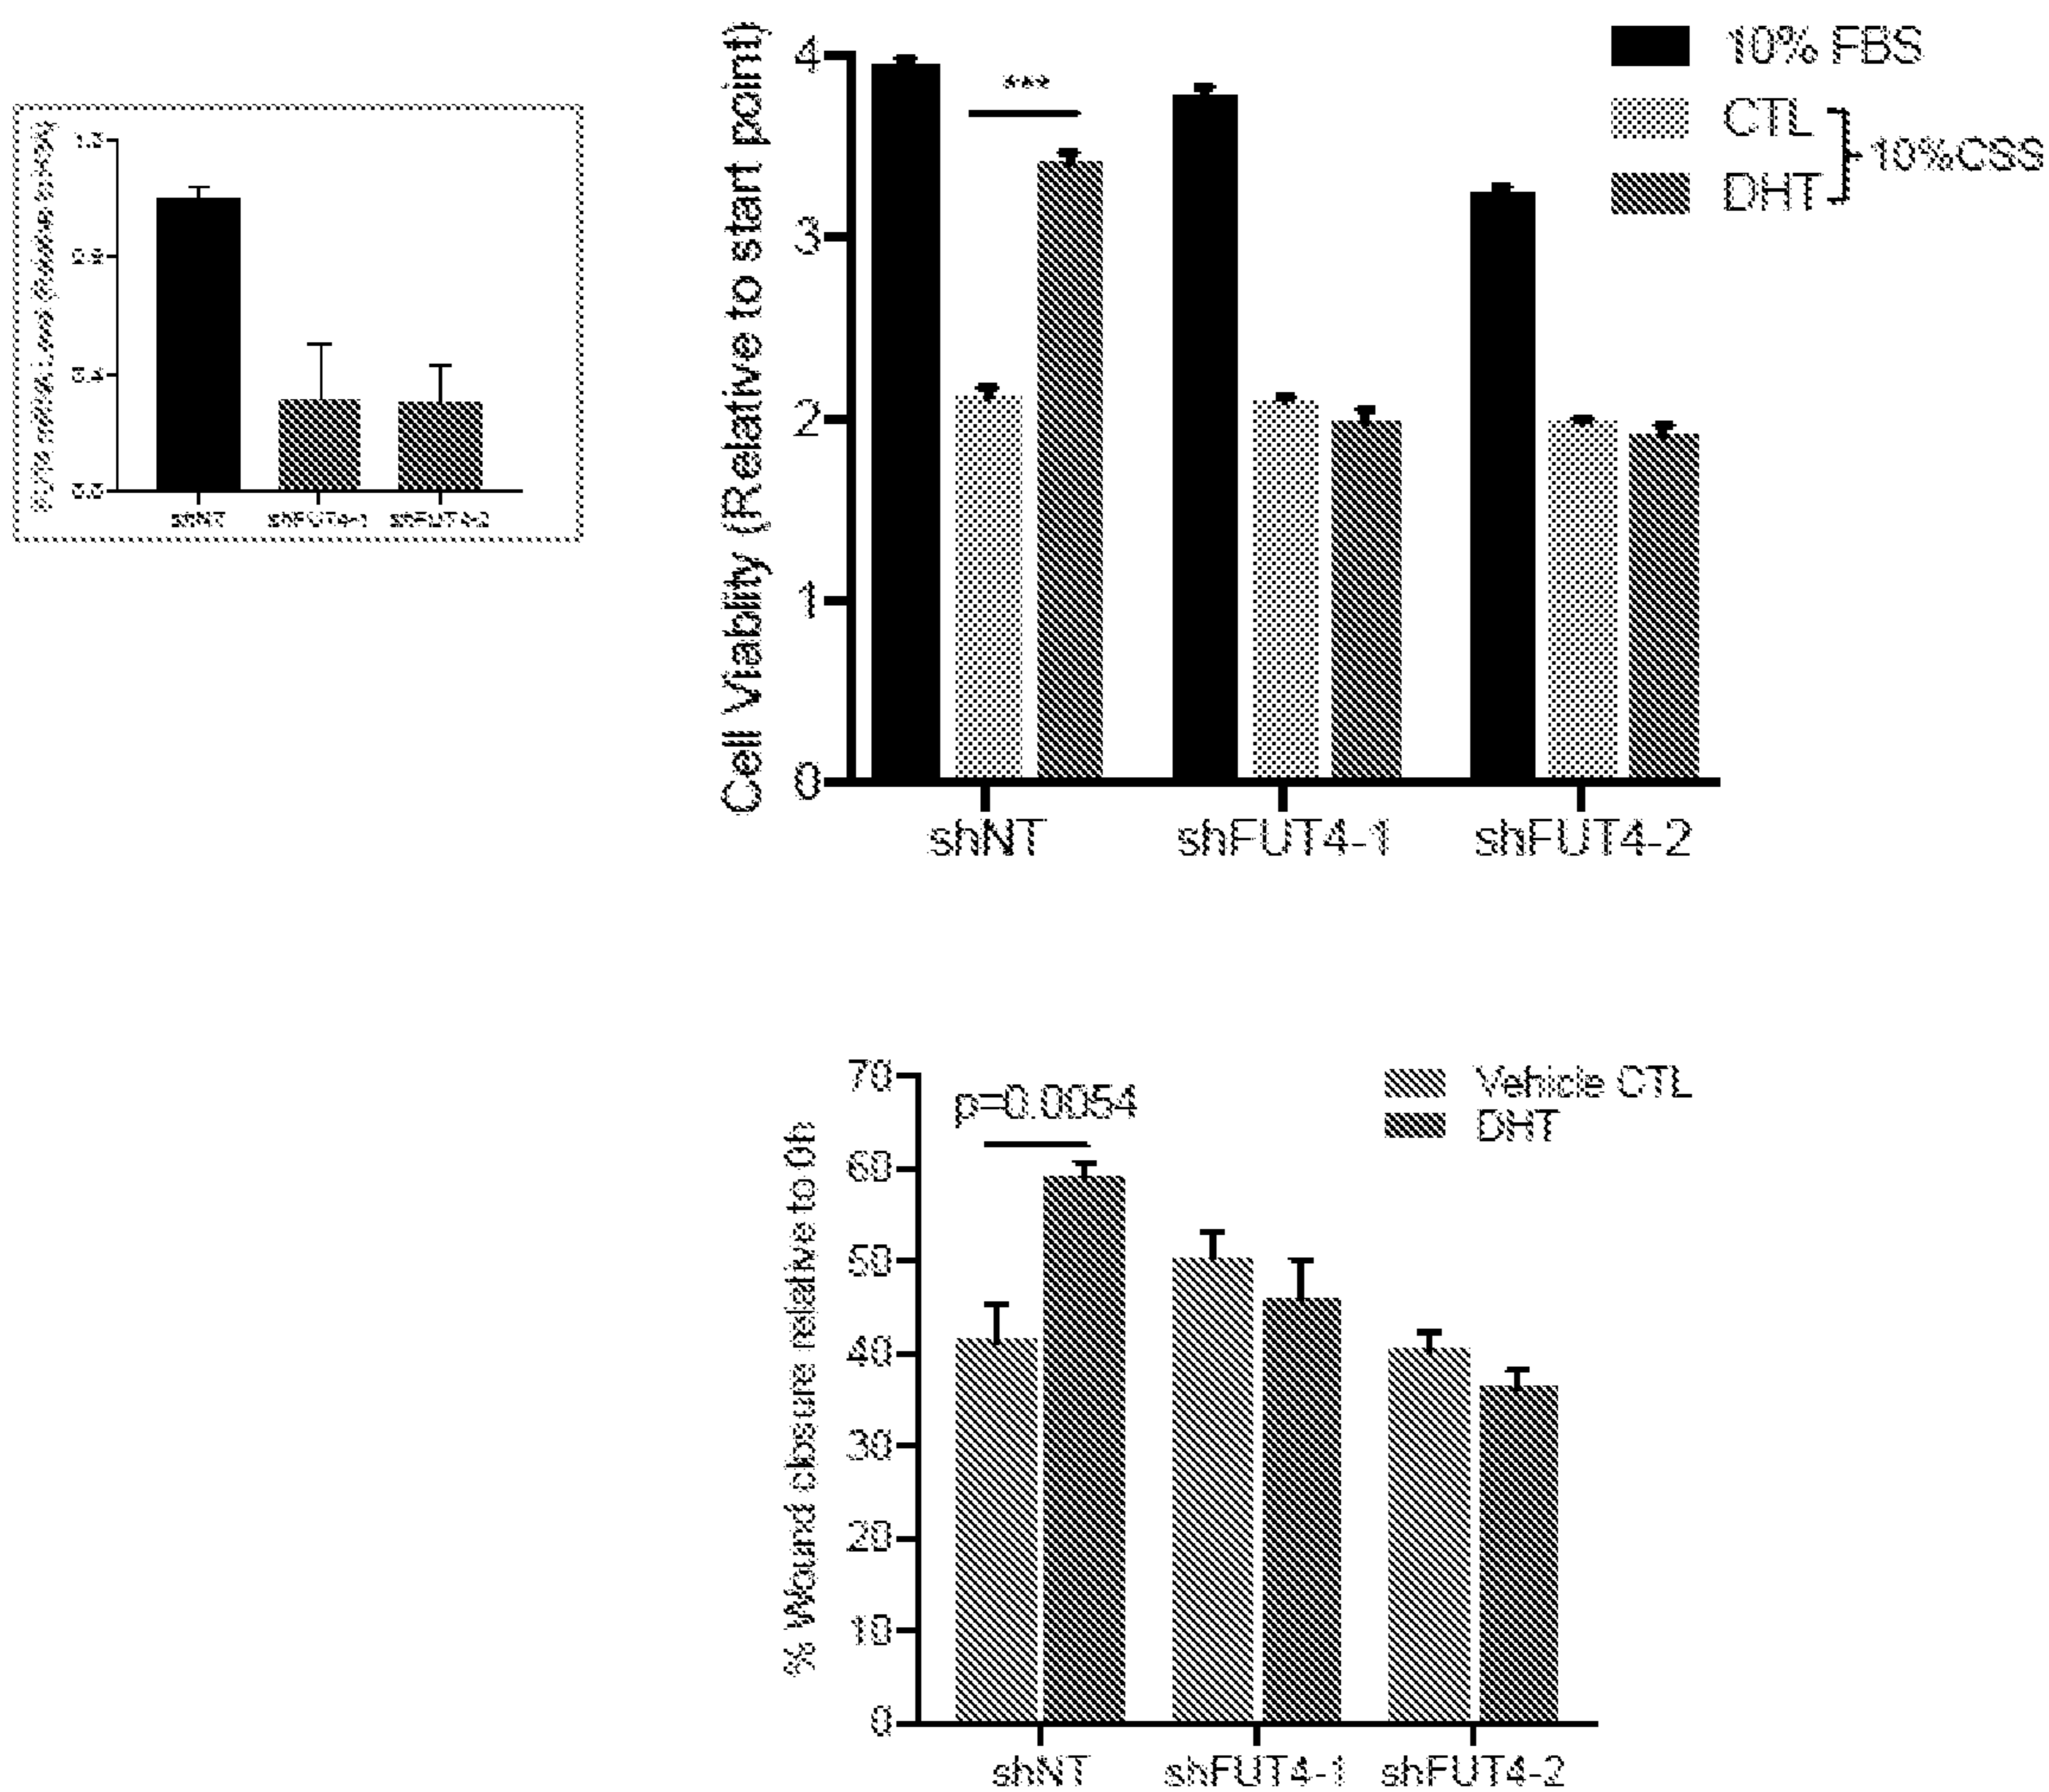 shNT
shFUT4-1
shFUT4-2
Cell Viability (Relative to start point)
4
3
2
1
0
***
10% FBS
CTL
DHT
10%CSS
shNT
shFUT4-1
shFUT4-2
% Wound closure relative to 0h
70
60
50
40
30
20
10
0
p=0.0054
Vehicle CTL
DHT
shNT
shFUT4-1
shFUT4-2